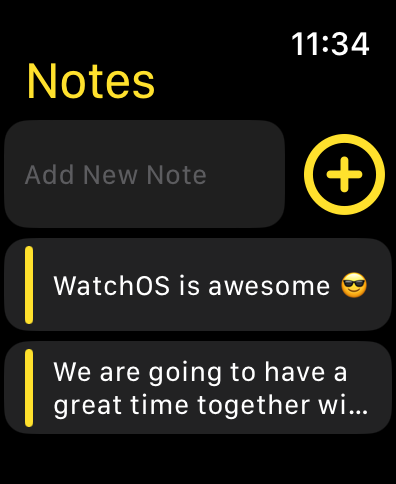 11:34
Notes
Add New Note
WatchOS is awesome 😎
We are going to have a
great time together wi...